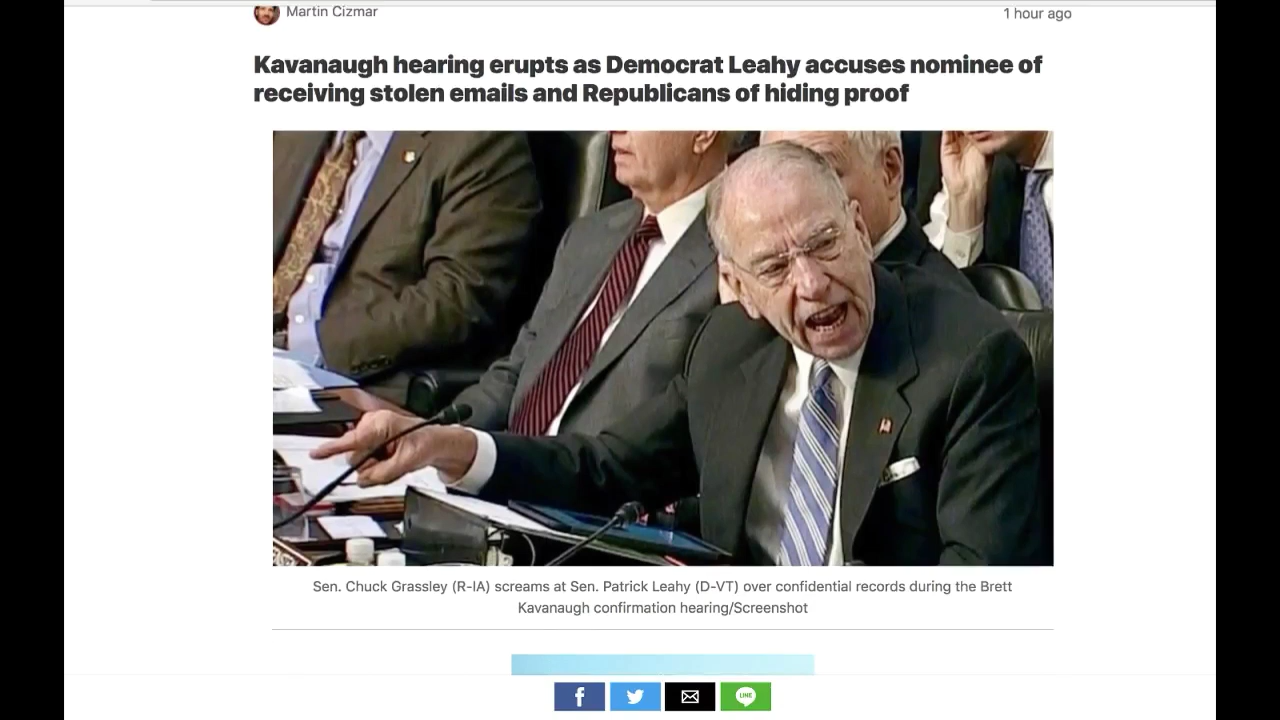 Martin Cizmar
1 hour ago
Kavanaugh hearing erupts as Democrat Leahy accuses nominee of
receiving stolen emails and Republicans of hiding proof
Sen. Chuck Grassley (R-IA) screams at Sen. Patrick Leahy (D-VT) over confidential records during the Brett
Kavanaugh confirmation hearing/Screenshot
LINE